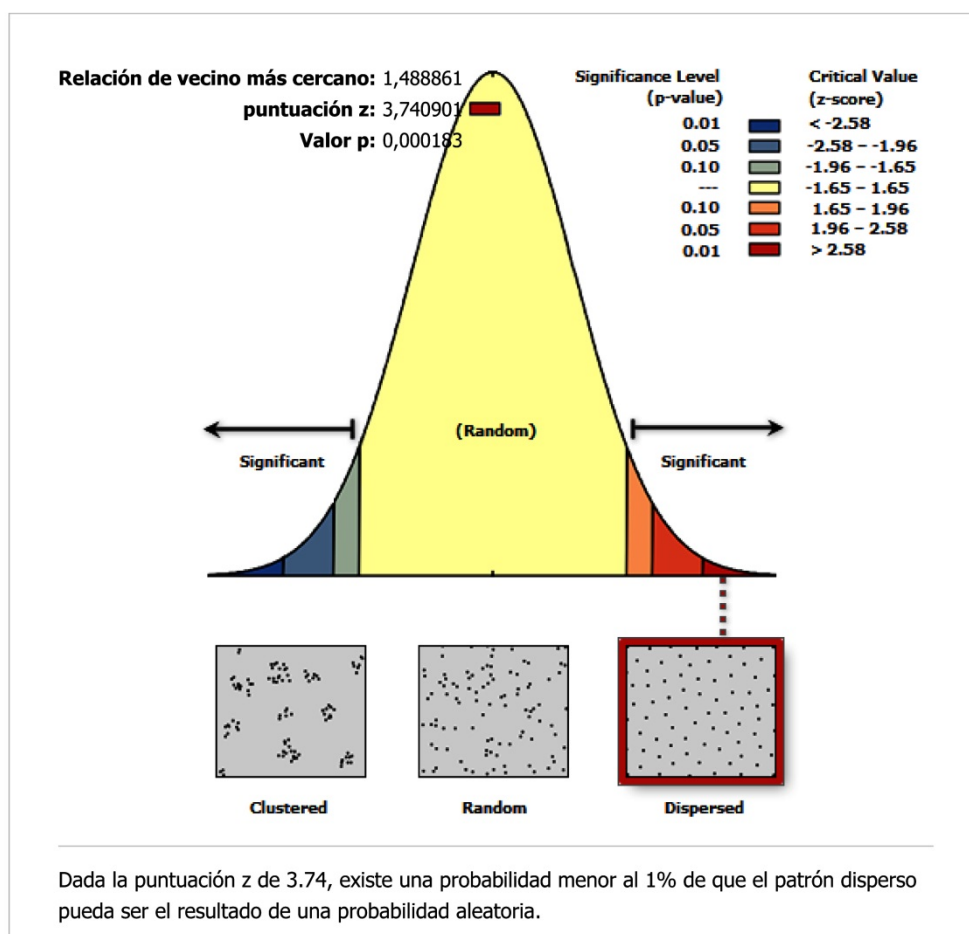 Relación de vecino más cercano: 1,488861
puntuación z: 3,740901
Valor p: 0,000183
Significance Level
(p-value)
Critical Value
(z-score)
0.01 < -2.58
0.05 -2.58 – -1.96
0.10 -1.96 – -1.65
--- -1.65 – 1.65
0.10 1.65 – 1.96
0.05 1.96 – 2.58
0.01 > 2.58
(Random)
Significant
Significant
Clustered
Random
Dispersed
Dada la puntuación z de 3.74, existe una probabilidad menor al 1% de que el patrón disperso
pueda ser el resultado de una probabilidad aleatoria.